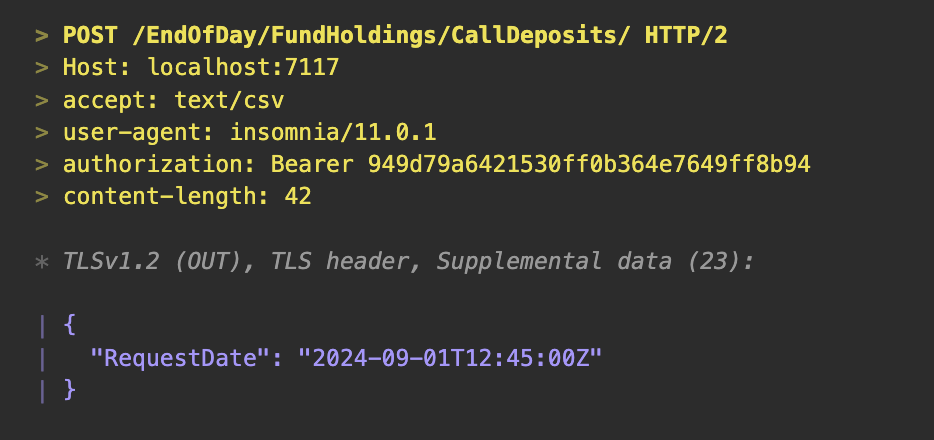 > POST /EndOfDay/FundHoldings/CallDeposits/ HTTP/2
> Host: localhost:7117
> accept: text/csv
> user-agent: insomnia/11.0.1
> authorization: Bearer 949d79a6421530ff0b364e7649ff8b94
> content-length: 42
* TLSv1.2 (OUT), TLS header, Supplemental data (23):
| {
|   "RequestDate": "2024-09-01T12:45:00Z"
| }